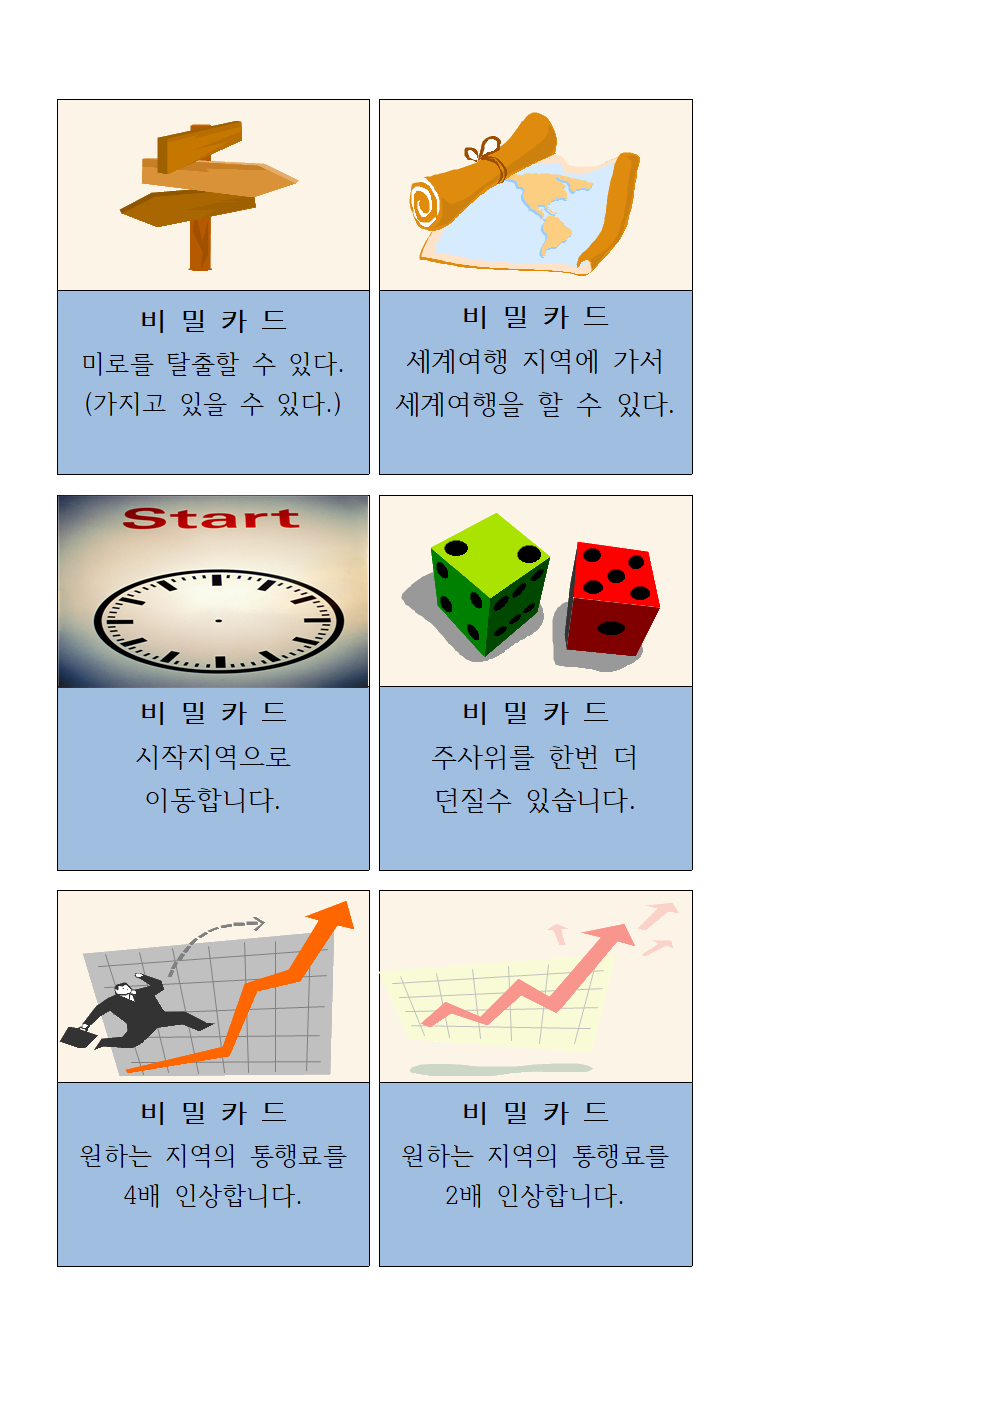 비 밀 카 드
미로를 탈출할 수 있다.
(가지고 있을 수 있다.)
비 밀 카 드
세계여행 지역에 가서
세계여행을 할 수 있다.
Start
비 밀 카 드
시작지역으로
이동합니다.
비 밀 카 드
주사위를 한번 더
던질수 있습니다.
비 밀 카 드
원하는 지역의 통행료를
4배 인상합니다.
비 밀 카 드
원하는 지역의 통행료를
2배 인상합니다.